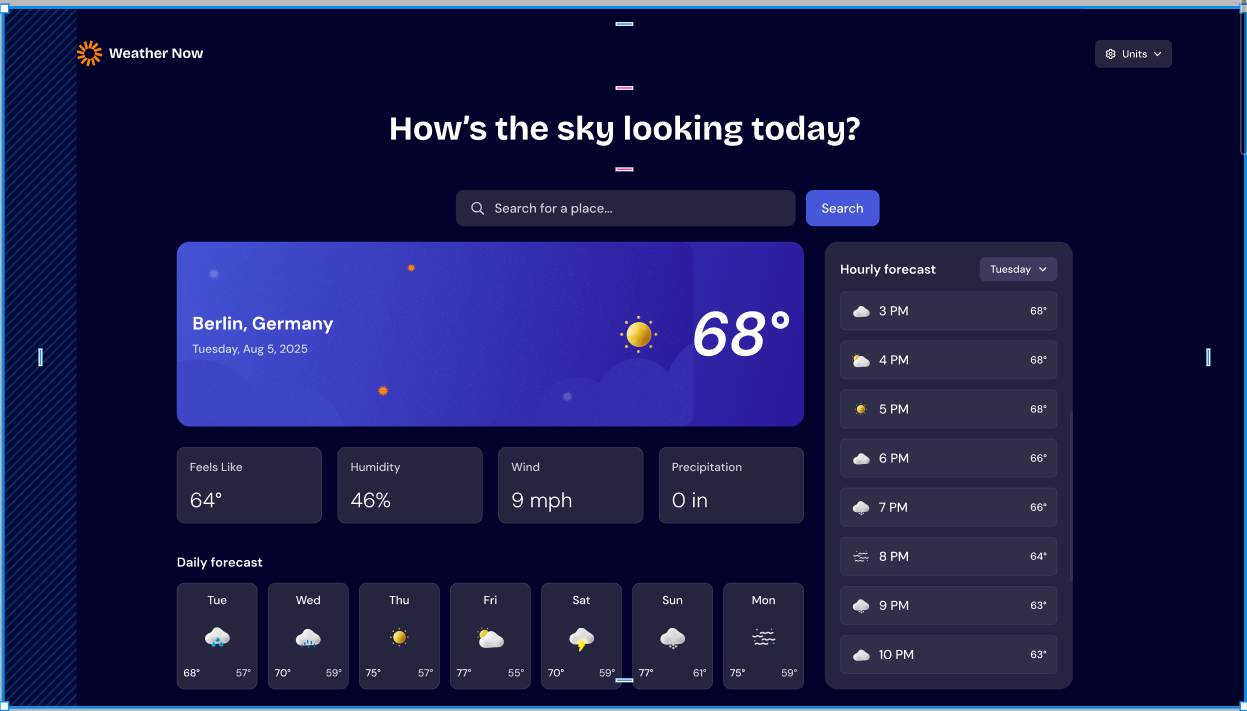 Weather Now
Units
How’s the sky looking today?
Search for a place...
Search
Berlin, Germany
Tuesday, Aug 5, 2025
68°
Feels Like
64°
Humidity
46%
Wind
9 mph
Precipitation
0 in
Daily forecast
Tue
68° 57°
Wed
70° 59°
Thu
75° 57°
Fri
77° 55°
Sat
70° 59°
Sun
77° 61°
Mon
75° 59°
Hourly forecast
Tuesday
3 PM 68°
4 PM 68°
5 PM 68°
6 PM 66°
7 PM 66°
8 PM 64°
9 PM 63°
10 PM 63°